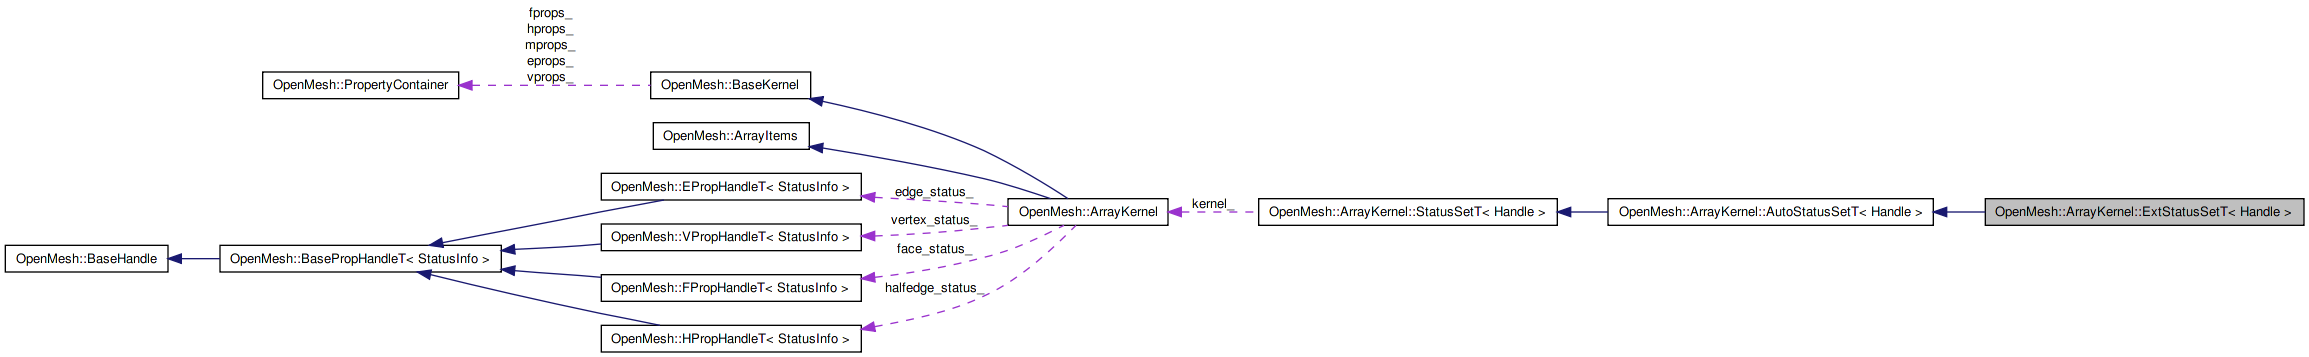 fprops_
hprops_
mprops_
eprops_
vprops_
OpenMesh::PropertyContainer
OpenMesh::BaseKernel
OpenMesh::ArrayItems
OpenMesh::EPropHandleT< StatusInfo >
edge_status_
OpenMesh::ArrayKernel
kernel_
OpenMesh::ArrayKernel::StatusSetT< Handle >
OpenMesh::ArrayKernel::AutoStatusSetT< Handle >
OpenMesh::ArrayKernel::ExtStatusSetT< Handle >
vertex_status_
OpenMesh::VPropHandleT< StatusInfo >
face_status_
OpenMesh::BaseHandle
OpenMesh::BasePropHandleT< StatusInfo >
OpenMesh::FPropHandleT< StatusInfo >
halfedge_status_
OpenMesh::HPropHandleT< StatusInfo >